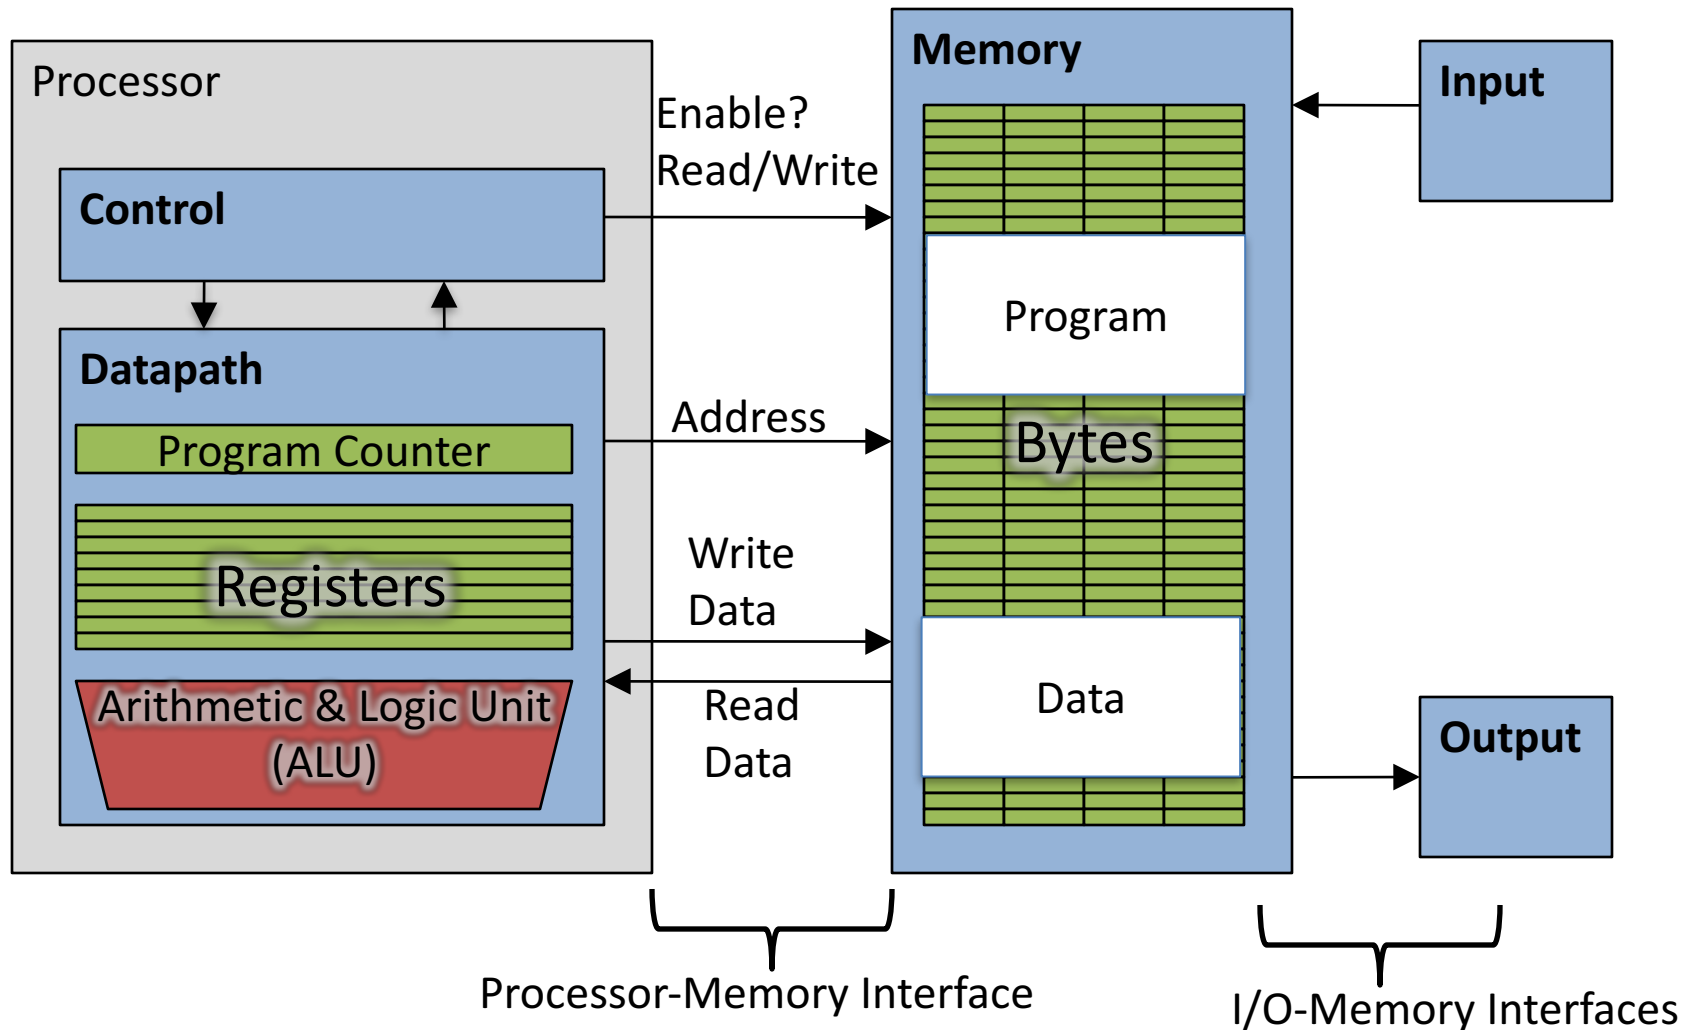 Processor
Control
Datapath
Program Counter
Registers
Arithmetic & Logic Unit
(ALU)
Enable?
Read/Write
Address
Write
Data
Read
Data
Memory
Program
Bytes
Data
Input
Output
Processor-Memory Interface
I/O-Memory Interfaces